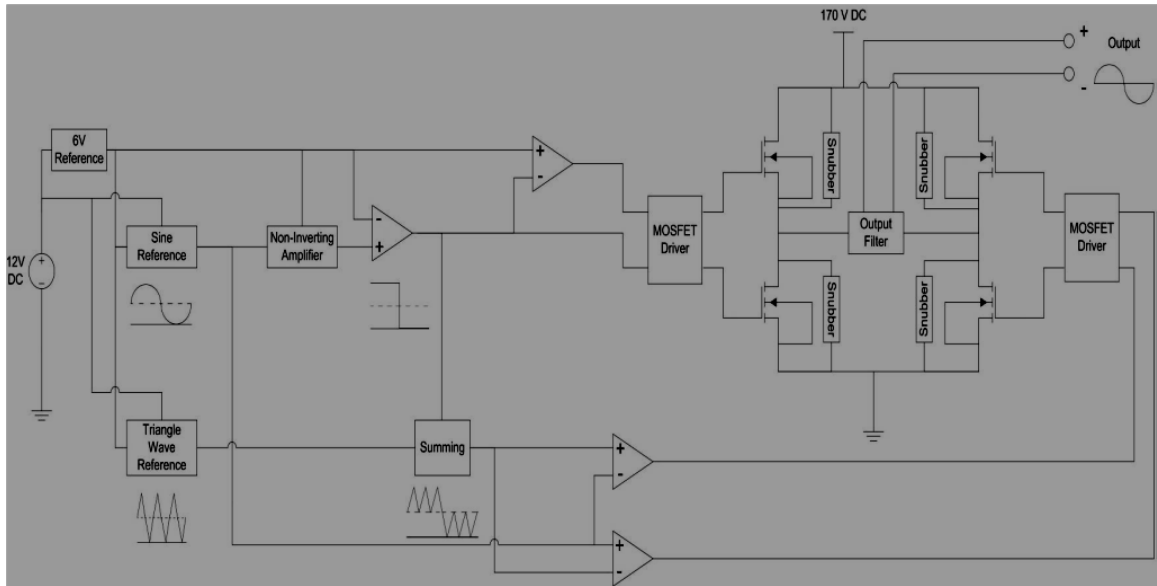 170 V DC
+
Output
-
6V
Reference
+
-
Snubber
Snubber
MOSFET
Driver
Output
Filter
MOSFET
Driver
Sine
Reference
Non-Inverting
Amplifier
-
+
12V
DC
+
-
Snubber
Snubber
Triangle
Wave
Reference
Summing
+
-
+
-